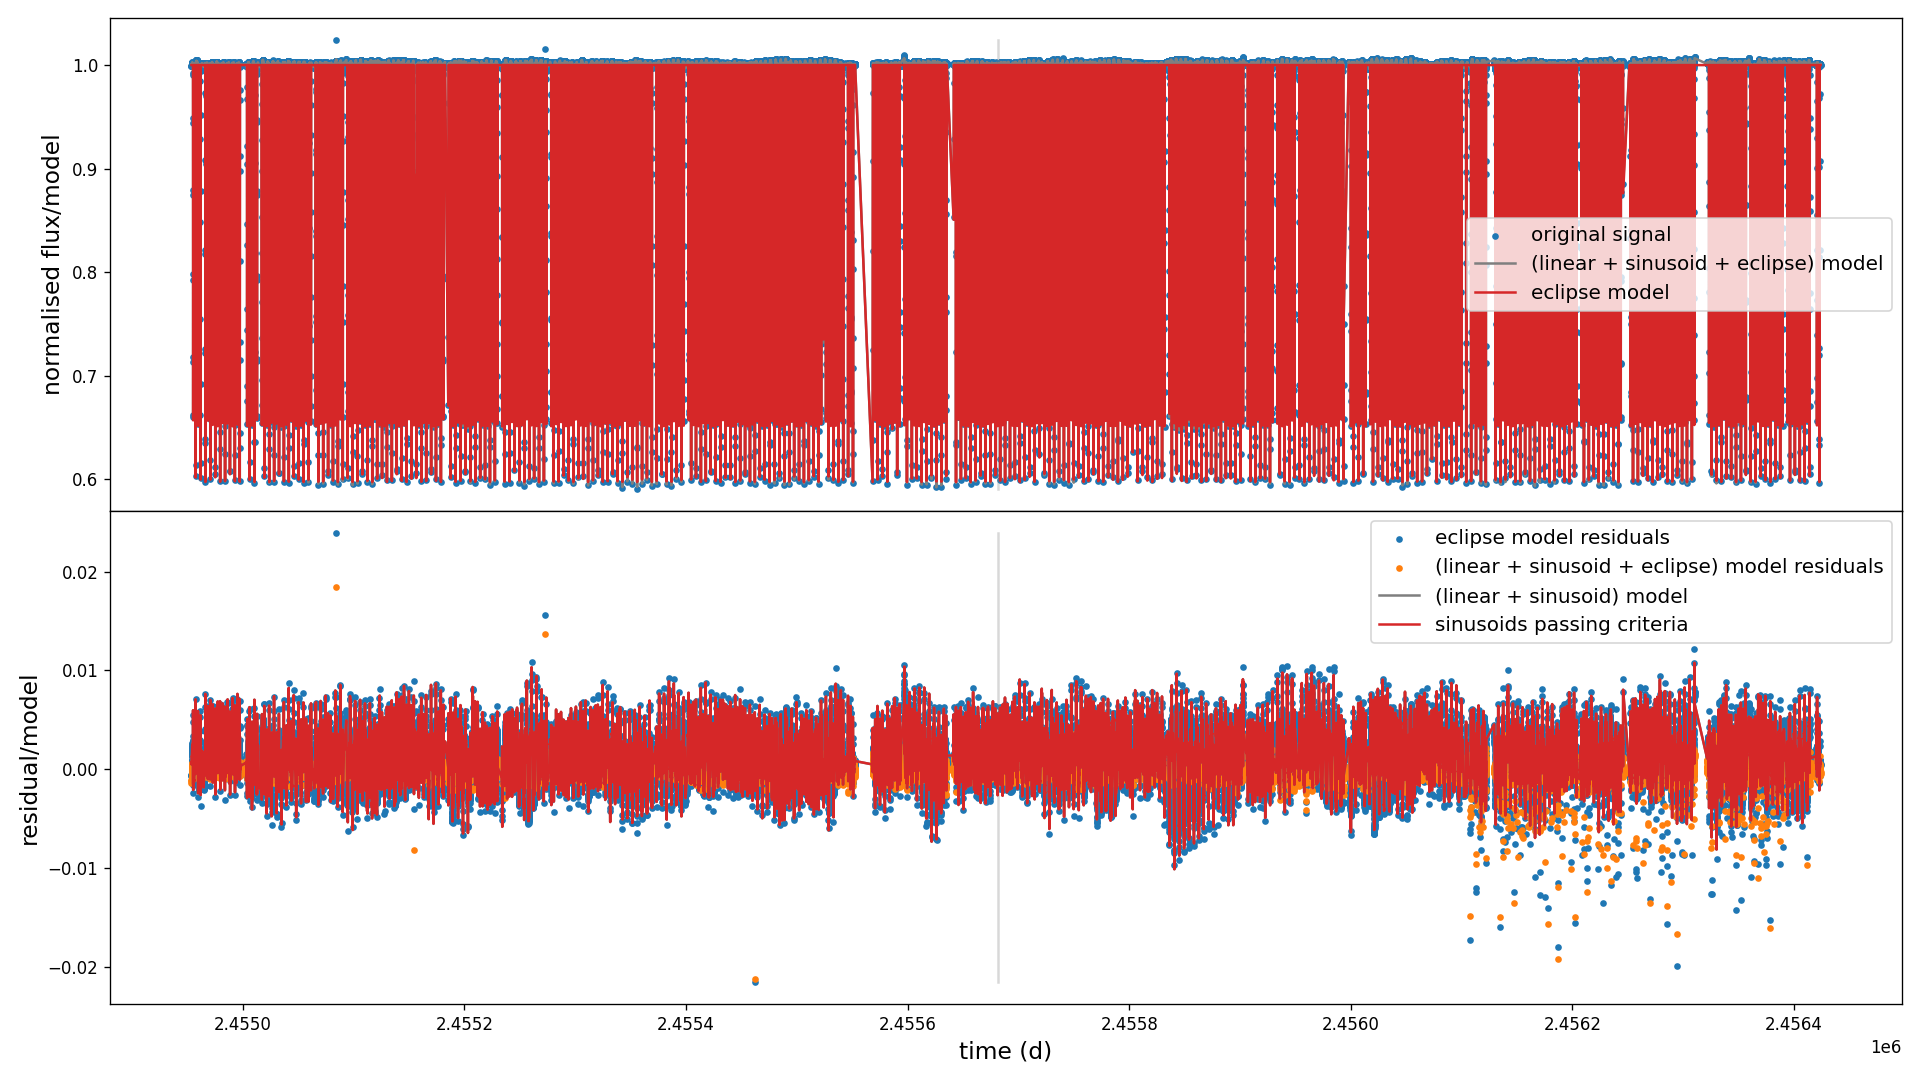 1.0
0.9
0.8
0.7
0.6
normalised flux/model
original signal
(linear + sinusoid + eclipse) model
eclipse model
0.02
0.01
0.00
−0.01
−0.02
residual/model
eclipse model residuals
(linear + sinusoid + eclipse) model residuals
(linear + sinusoid) model
sinusoids passing criteria
2.4550
2.4552
2.4554
2.4556
2.4558
2.4560
2.4562
2.4564
1e6
time (d)